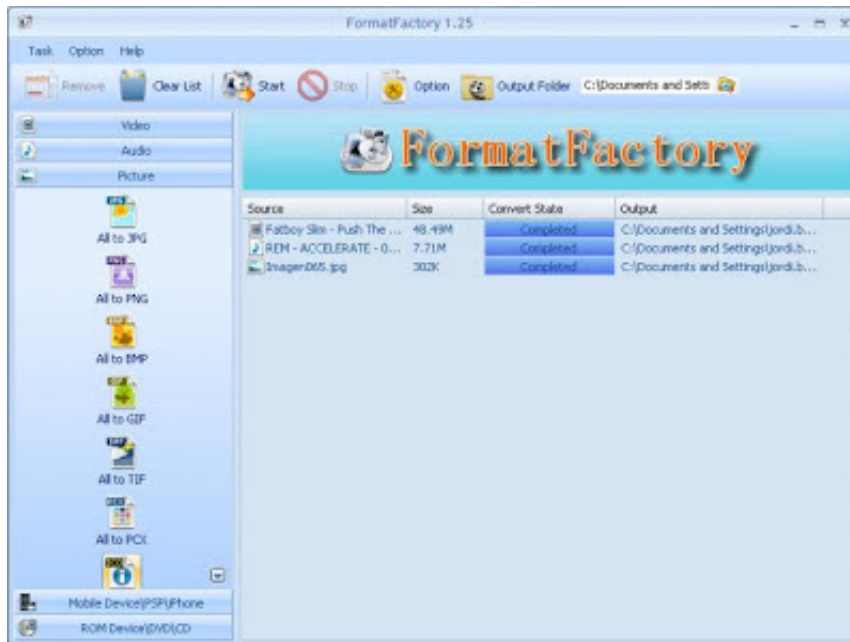 FormatFactory 1.25
Task Option Help
Remove Clear List Start Stop Option Output Folder C:\Documents and Setti
Video
Audio
Picture
FormatFactory
Source Size Convert State Output
Fatboy Slim - Push The ... 48.49M Completed C:\Documents and Settings\jordi.b...
REM - ACCELERATE - 0... 7.71M Completed C:\Documents and Settings\jordi.b...
Imagen065.jpg 302K Completed C:\Documents and Settings\jordi.b...
All to JPG
All to PNG
All to BMP
All to GIF
All to TIF
All to PCX
Mobile Device\PSP\iPhone
ROM Device\DVD\CD